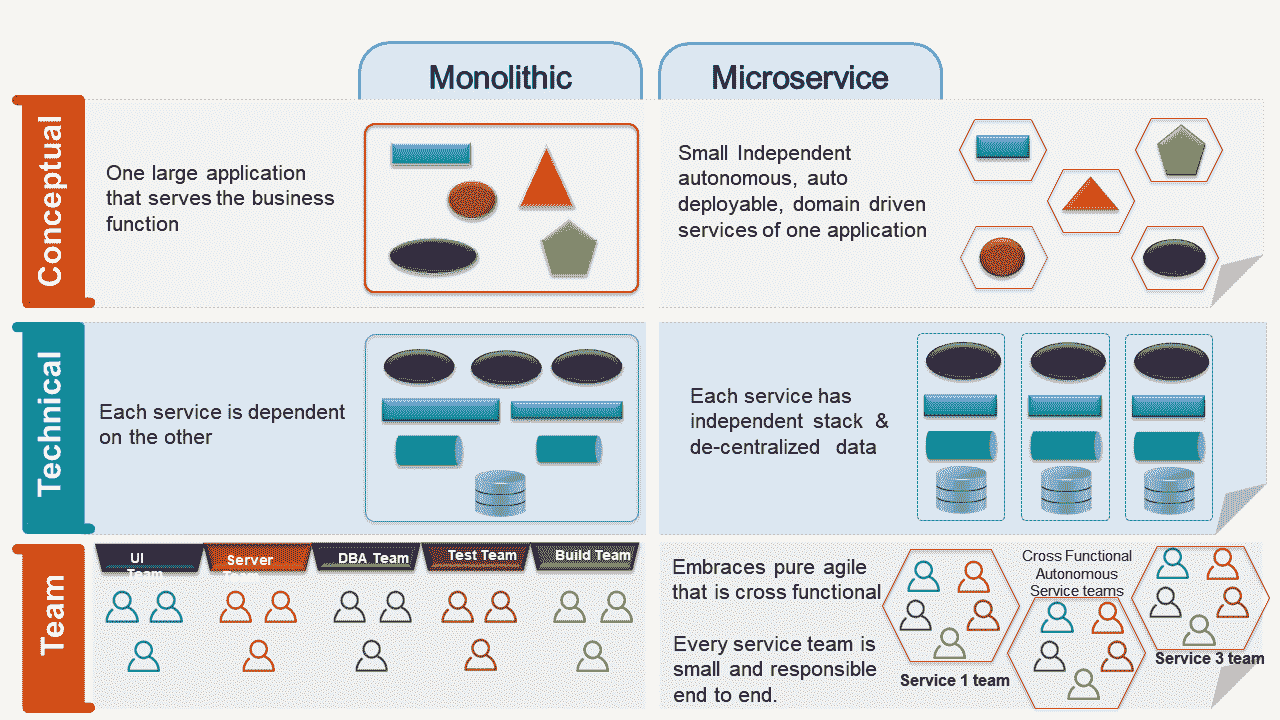 Monolithic
Microservice
Conceptual
One large application
that serves the business
function
Small Independent
autonomous, auto
deployable, domain driven
services of one application
Technical
Each service is dependent
on the other
Each service has
independent stack &
de-centralized data
Team
UI
Team
Server
Team
DBA Team
Test Team
Build Team
Embraces pure agile
that is cross functional
Every service team is
small and responsible
end to end.
Cross Functional
Autonomous
Service teams
Service 1 team
Service 3 team